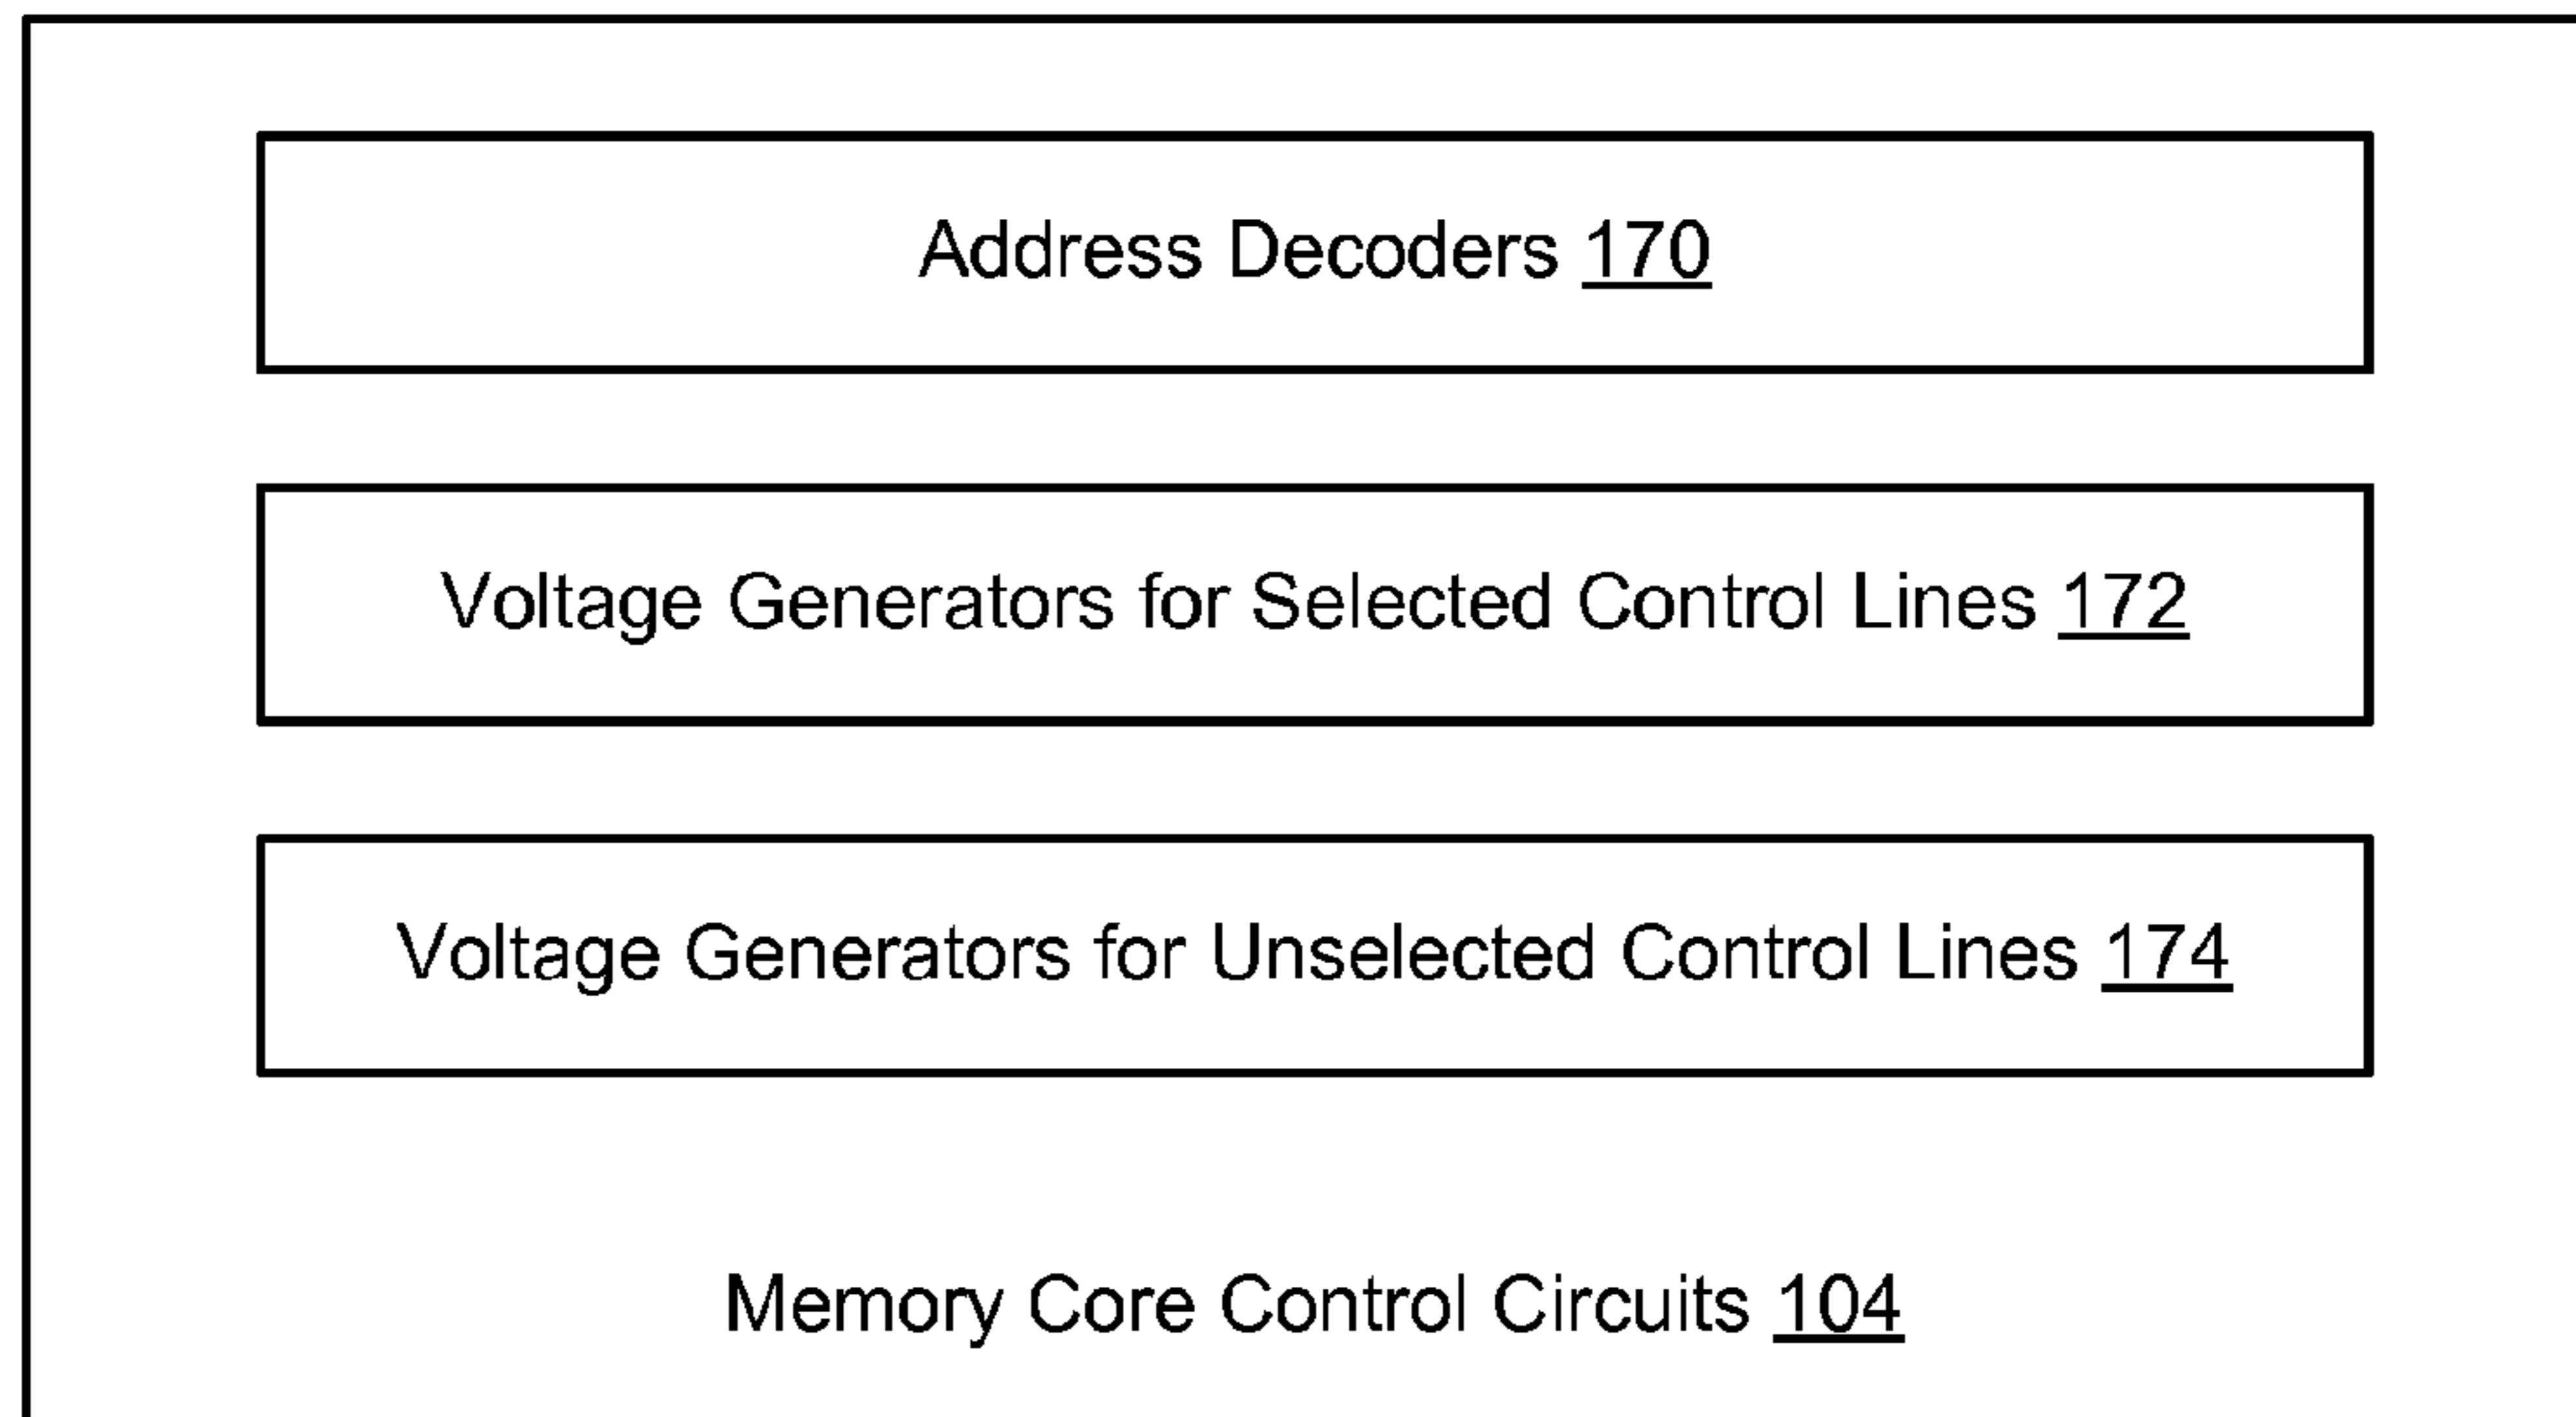 Address Decoders 170
Voltage Generators for Selected Control Lines 172
Voltage Generators for Unselected Control Lines 174
Memory Core Control Circuits 104